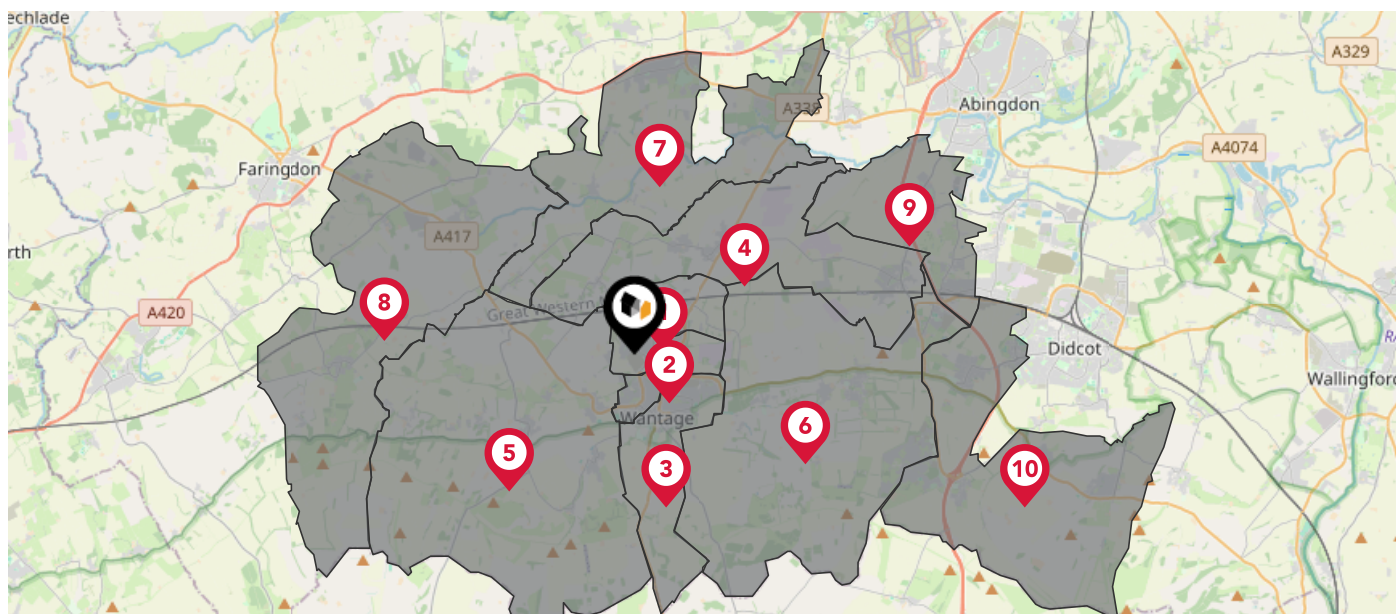 echlade
A329
A338
Abingdon
A4074
7
Faringdon
9
A417
4
rth
8
A420
Great Western M
1
Didcot
2
Wallingford
Wantage
6
5
3
10